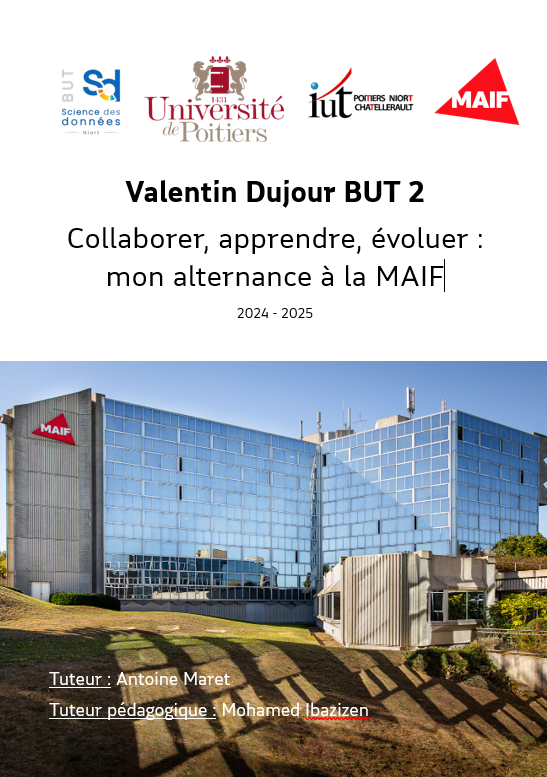 BUT
Sd
Science des
données
Niort
1431
Université
de Poitiers
iut
POITIERS NIORT
CHATELLERAULT
MAIF
Valentin Dujour BUT 2
Collaborer, apprendre, évoluer :
mon alternance à la MAIF
2024 - 2025
MAIF
Tuteur : Antoine Maret
Tuteur pédagogique : Mohamed Ibazizen